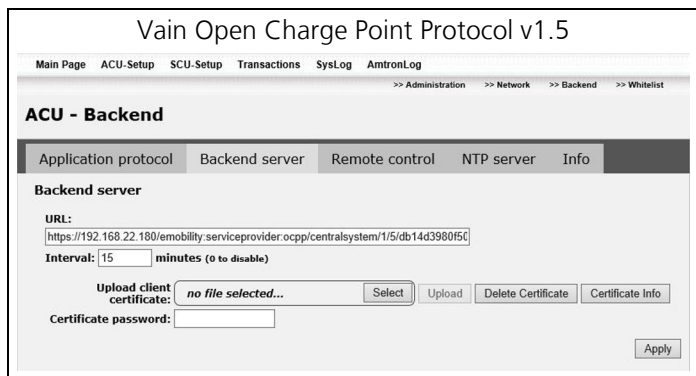 Vain Open Charge Point Protocol v1.5
Main Page ACU-Setup SCU-Setup Transactions SysLog AmtronLog
>> Administration >> Network >> Backend >> Whitelist
ACU - Backend
Application protocol Backend server Remote control NTP server Info
Backend server
URL:
https://192.168.22.180/emobility:serviceprovider:ocpp/centralsystem/1/5/db14d3980f50
Interval: 15 minutes (0 to disable)
Upload client
certificate: no file selected... Select Upload Delete Certificate Certificate Info
Certificate password:
Apply